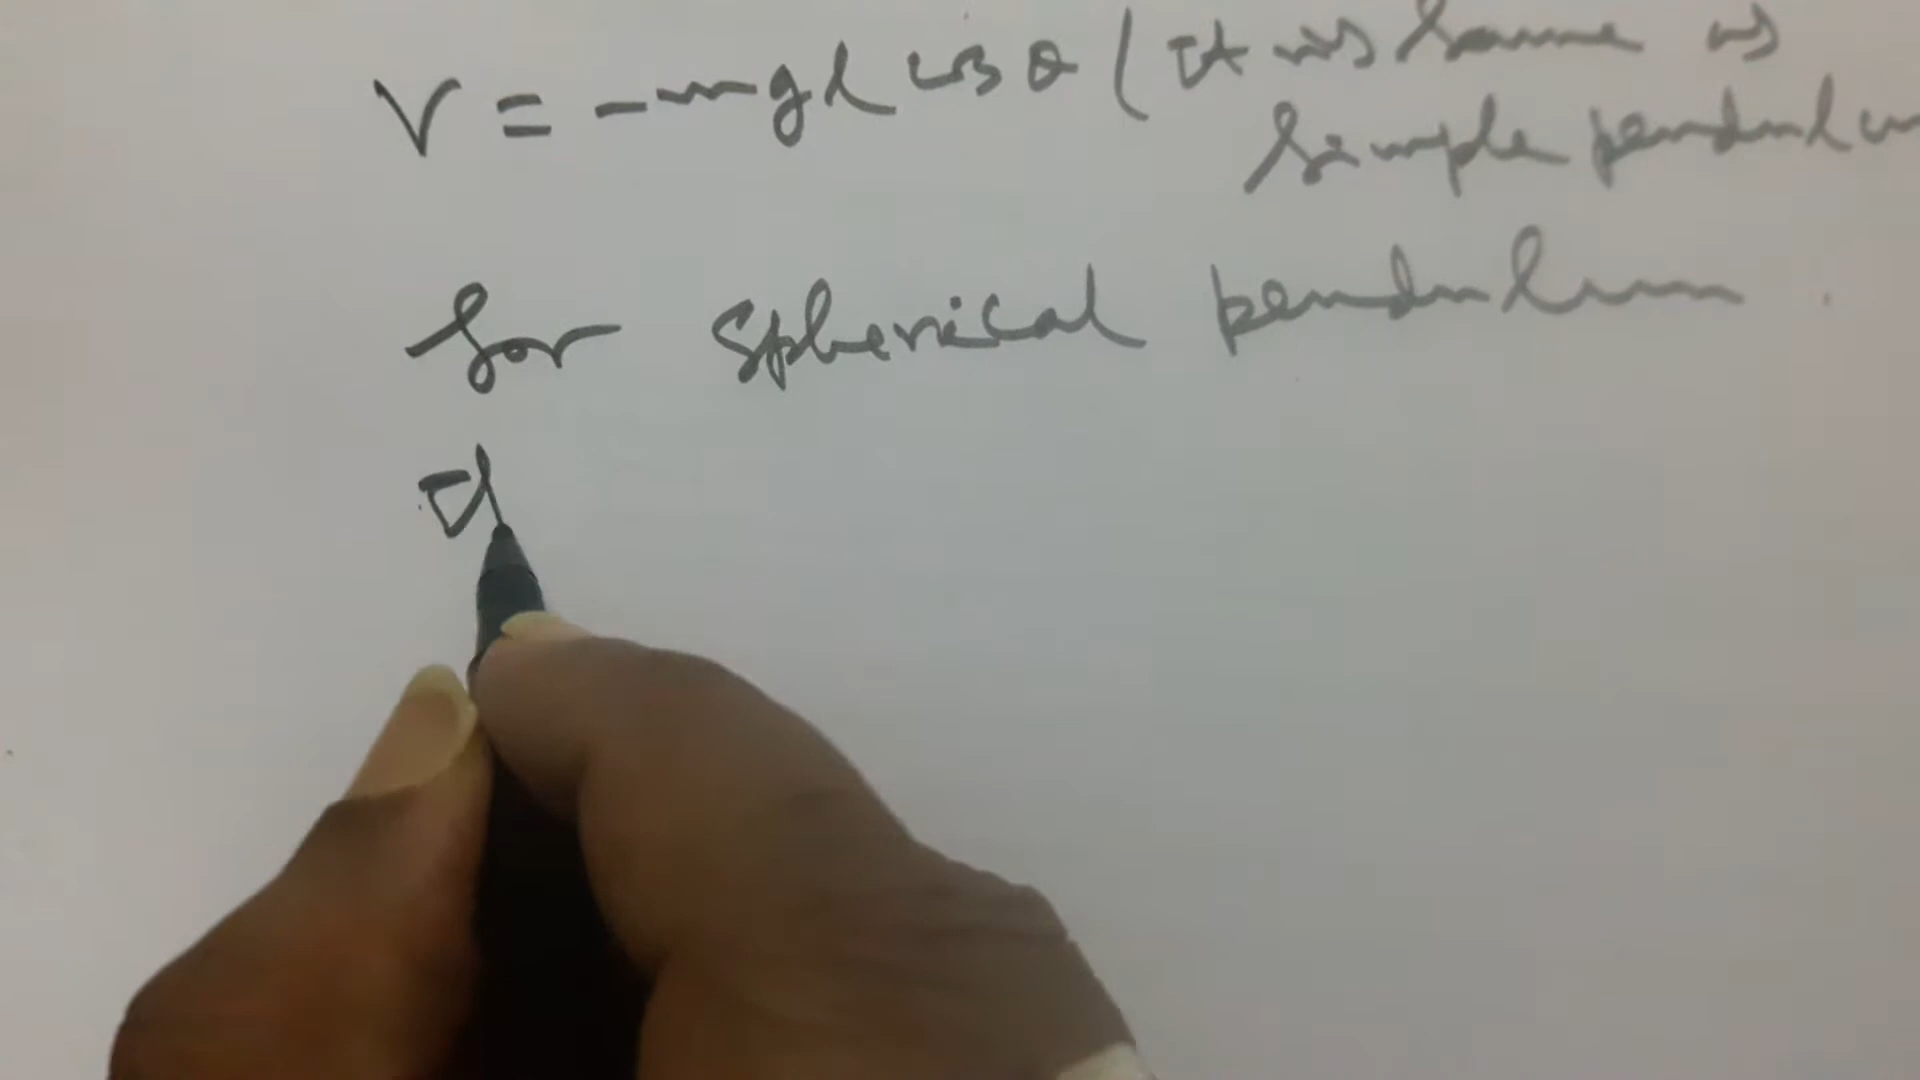 V = -mgl cos θ ( It is same as
simple pendulum
for spherical pendulum.